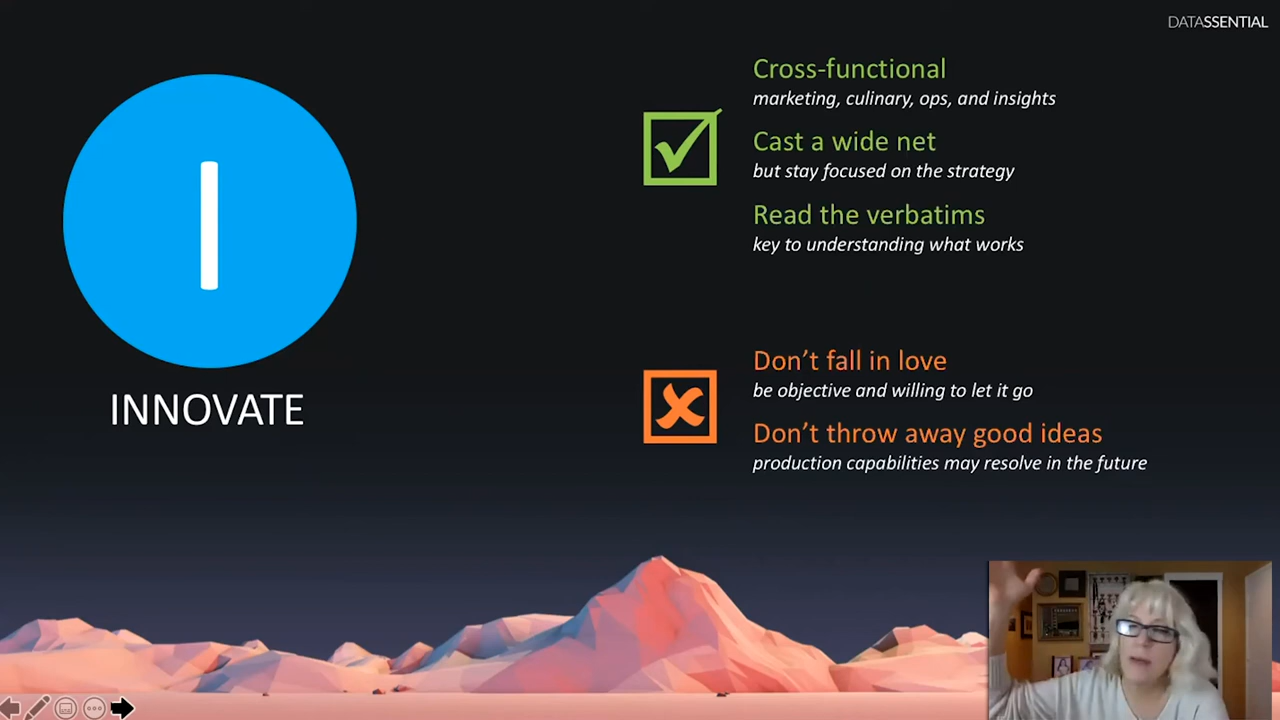 DATASSENTIAL
I
INNOVATE
Cross-functional
marketing, culinary, ops, and insights
Cast a wide net
but stay focused on the strategy
Read the verbatims
key to understanding what works
Don’t fall in love
be objective and willing to let it go
Don’t throw away good ideas
production capabilities may resolve in the future